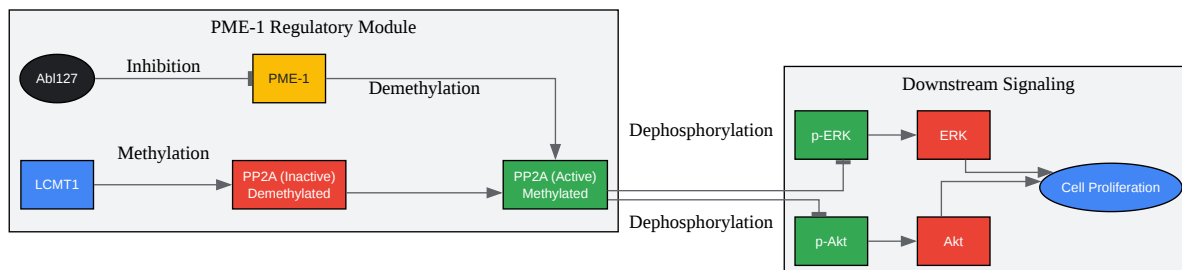 PME-1 Regulatory Module
Abl127
Inhibition
PME-1
Demethylation
LCMT1
Methylation
PP2A (Inactive)
Demethylated
PP2A (Active)
Methylated
Dephosphorylation
Dephosphorylation
Downstream Signaling
p-ERK
ERK
Cell Proliferation
p-Akt
Akt